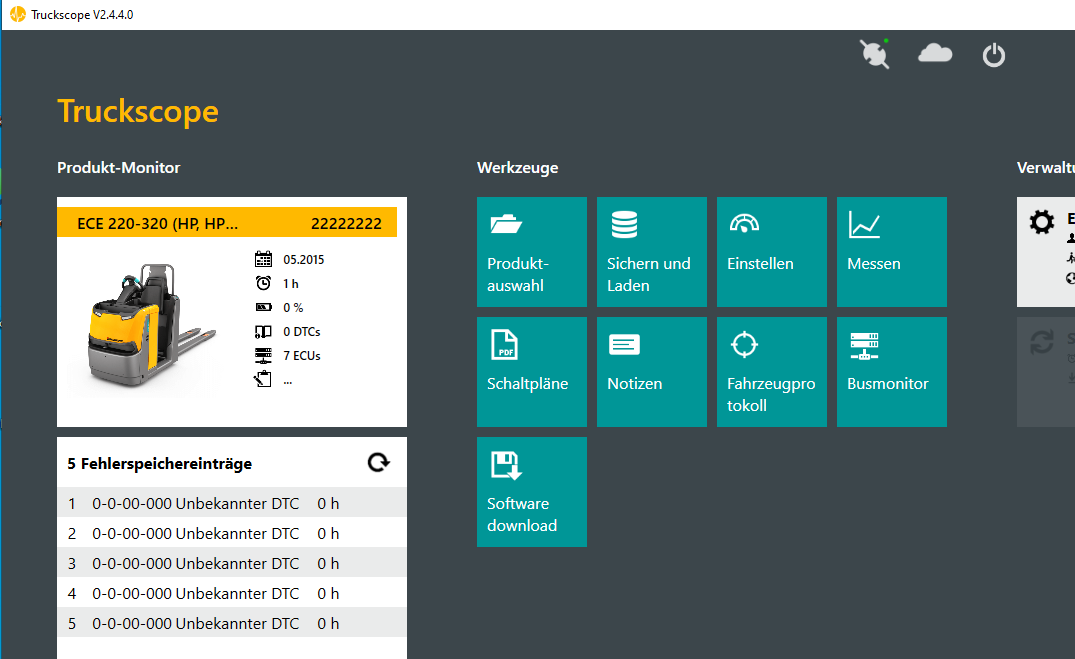 Truckscope V2.4.4.0
Truckscope
Produkt-Monitor
ECE 220-320 (HP, HP... 22222222
05.2015
1 h
0 %
0 DTCs
7 ECUs
...
5 Fehlerspeichereinträge
1 0-0-00-000 Unbekannter DTC 0 h
2 0-0-00-000 Unbekannter DTC 0 h
3 0-0-00-000 Unbekannter DTC 0 h
4 0-0-00-000 Unbekannter DTC 0 h
5 0-0-00-000 Unbekannter DTC 0 h
Werkzeuge
Produkt-
auswahl
Sichern und
Laden
Einstellen
Messen
PDF
Schaltpläne
Notizen
Fahrzeugpro
tokoll
Busmonitor
Software
download
Verwaltu
E
S